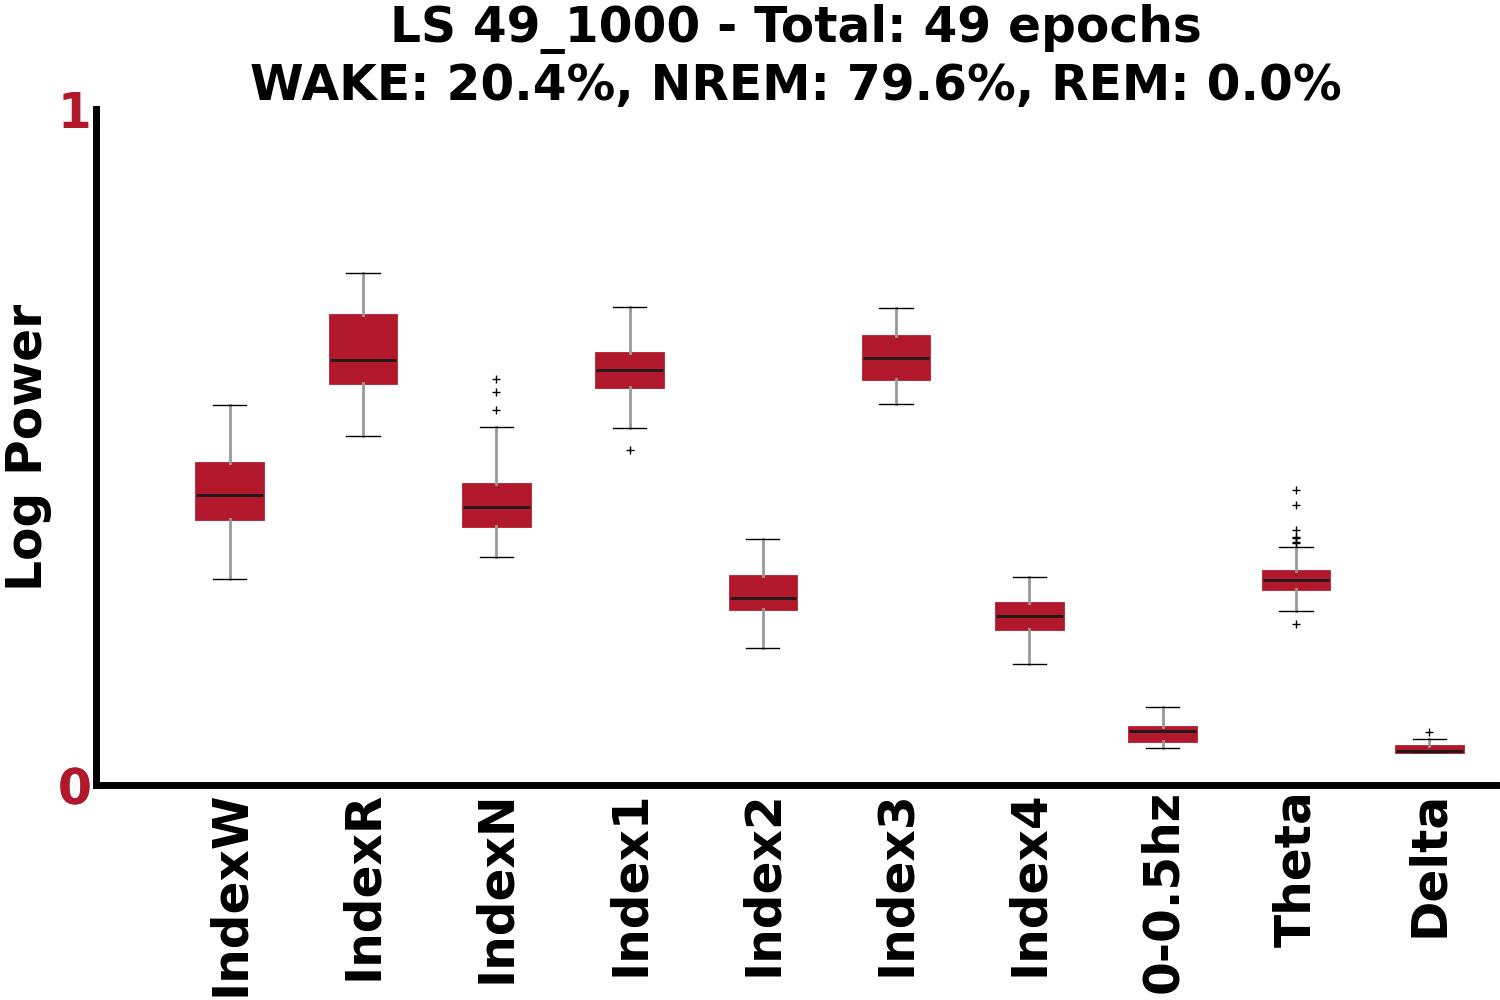 LS 49_1000 - Total: 49 epochs
WAKE: 20.4%, NREM: 79.6%, REM: 0.0%
1
Log Power
0
IndexW
IndexR
IndexN
Index1
Index2
Index3
Index4
0-0.5hz
Theta
Delta